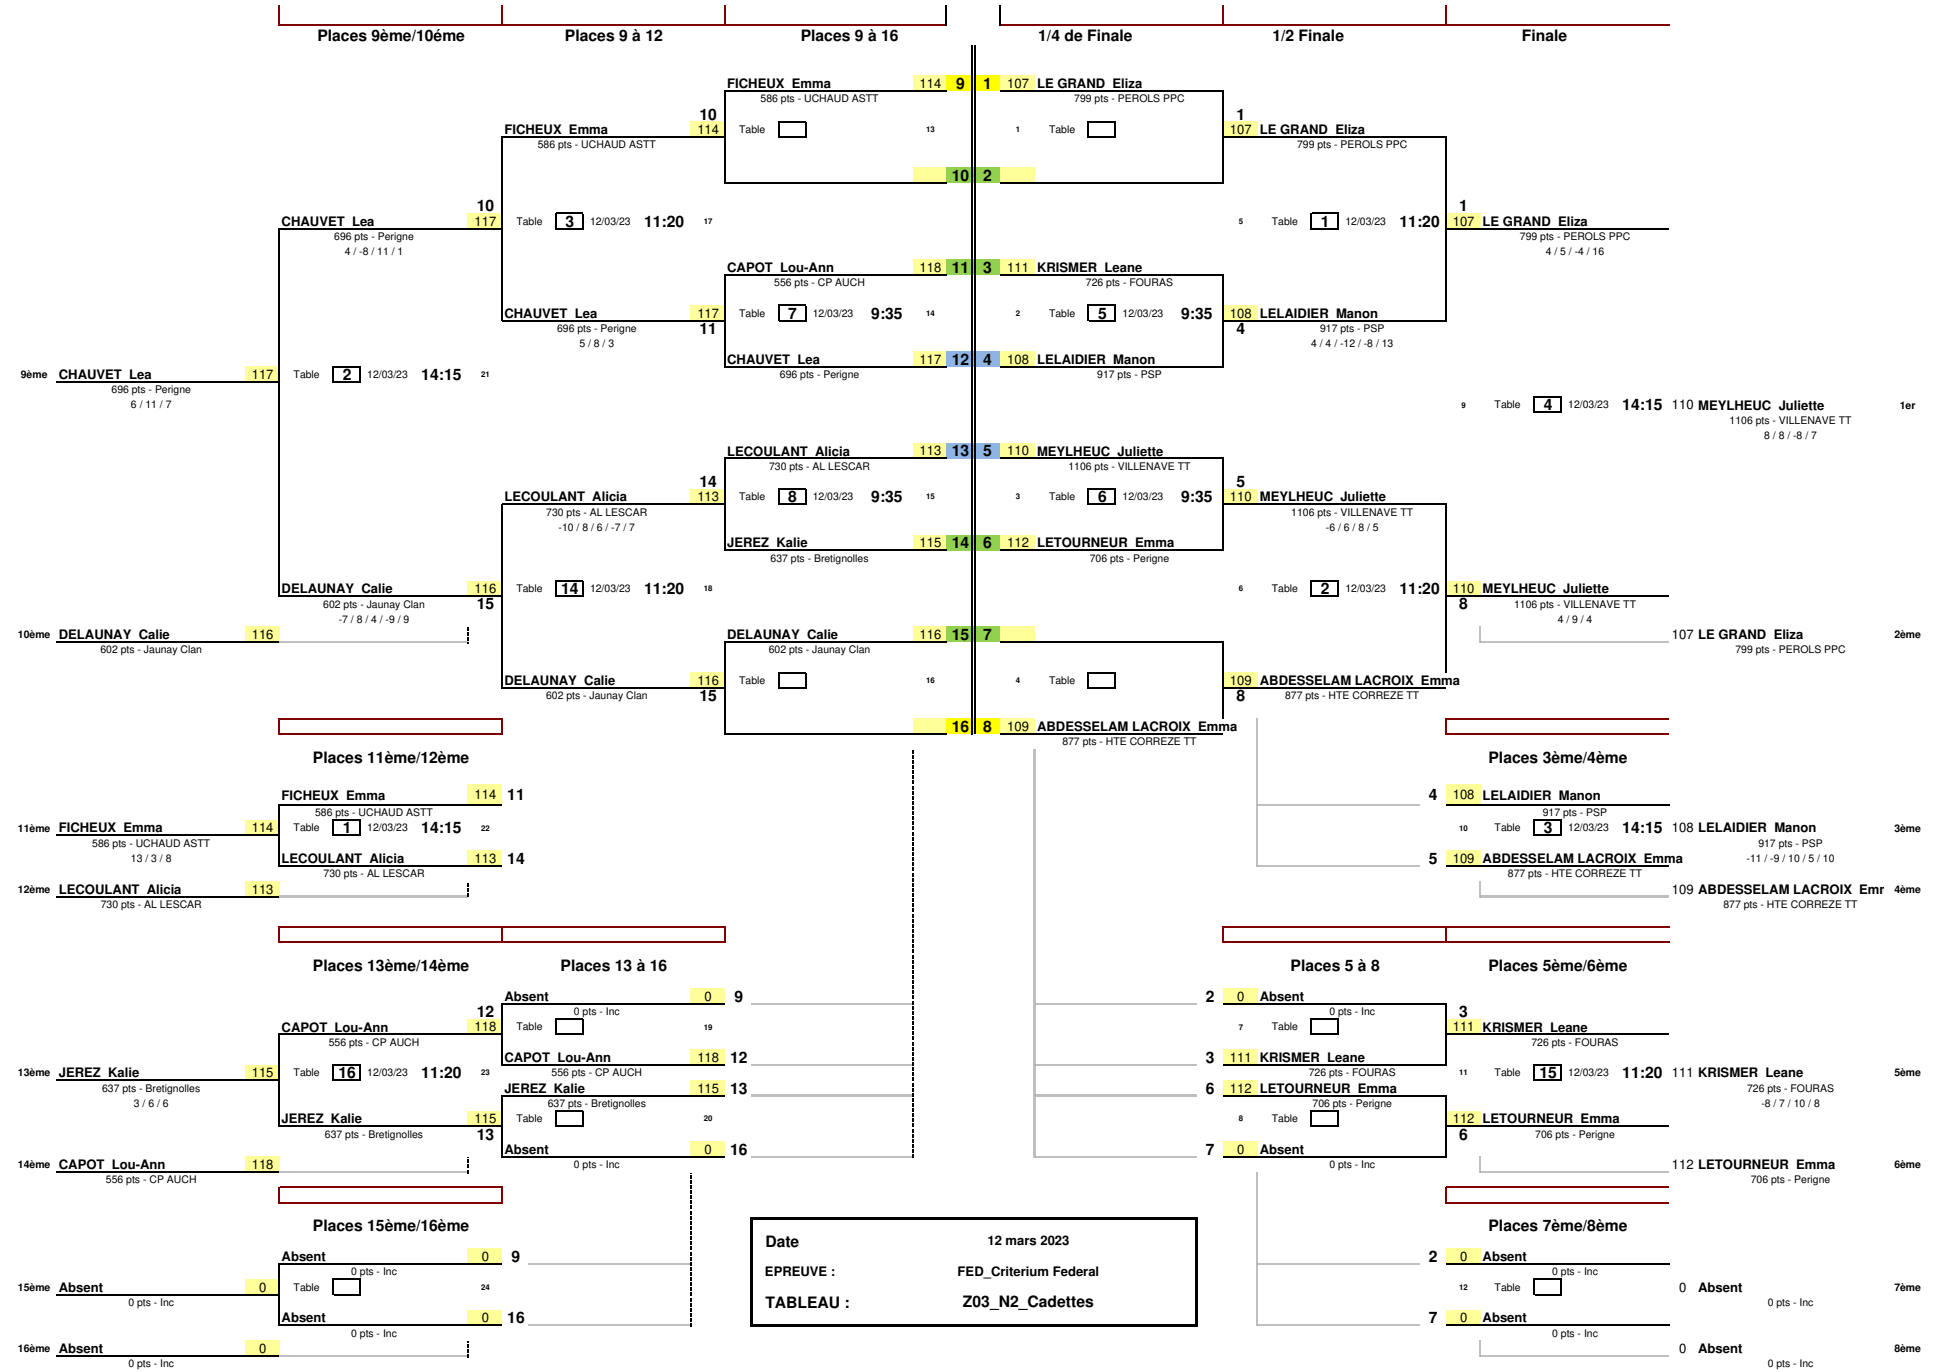 Places 9ème/10éme Places 9 à 12 Places 9 à 16 1/4 de Finale 1/2 Finale Finale
FICHEUX Emma 114 9 1 107 LE GRAND Eliza
586 pts - UCHAUD ASTT 799 pts - PEROLS PPC
10 1
FICHEUX Emma 114 Table 13 1 Table 107 LE GRAND Eliza
586 pts - UCHAUD ASTT 799 pts - PEROLS PPC
10 2
10 1
CHAUVET Lea 117 Table 3 12/03/23 11:20 17 5 Table 1 12/03/23 11:20 107 LE GRAND Eliza
696 pts - Perigne 799 pts - PEROLS PPC
4 / -8 / 11 / 1 4 / 5 / -4 / 16
CAPOT Lou-Ann 118 11 3 111 KRISMER Leane
556 pts - CP AUCH 726 pts - FOURAS
CHAUVET Lea 117 Table 7 12/03/23 9:35 14 2 Table 5 12/03/23 9:35 108 LELAIDIER Manon
696 pts - Perigne 11 4 917 pts - PSP
5 / 8 / 3 4 / 4 / -12 / -8 / 13
CHAUVET Lea 117 12 4 108 LELAIDIER Manon
696 pts - Perigne 917 pts - PSP
9ème CHAUVET Lea 117 Table 2 12/03/23 14:15 21
696 pts - Perigne
6 / 11 / 7
9 Table 4 12/03/23 14:15 110 MEYLHEUC Juliette 1er
1106 pts - VILLENAVE TT
8 / 8 / -8 / 7
LECOULANT Alicia 113 13 5 110 MEYLHEUC Juliette
730 pts - AL LESCAR 1106 pts - VILLENAVE TT
14 5
LECOULANT Alicia 113 Table 8 12/03/23 9:35 15 3 Table 6 12/03/23 9:35 110 MEYLHEUC Juliette
730 pts - AL LESCAR 1106 pts - VILLENAVE TT
-10 / 8 / 6 / -7 / 7 -6 / 6 / 8 / 5
JEREZ Kalie 115 14 6 112 LETOURNEUR Emma
637 pts - Bretignolles 706 pts - Perigne
DELAUNAY Calie 116 Table 14 12/03/23 11:20 18 6 Table 2 12/03/23 11:20 110 MEYLHEUC Juliette
602 pts - Jaunay Clan 15 8 1106 pts - VILLENAVE TT
-7 / 8 / 4 / -9 / 9 4 / 9 / 4
10ème DELAUNAY Calie 116 DELAUNAY Calie 116 15 7 107 LE GRAND Eliza 2ème
602 pts - Jaunay Clan 602 pts - Jaunay Clan 799 pts - PEROLS PPC
DELAUNAY Calie 116 Table 16 4 Table 109 ABDESSELAM LACROIX Emma
602 pts - Jaunay Clan 15 8 877 pts - HTE CORREZE TT
16 8 109 ABDESSELAM LACROIX Emma
877 pts - HTE CORREZE TT
Places 11ème/12ème Places 3ème/4ème
FICHEUX Emma 114 11 4 108 LELAIDIER Manon
586 pts - UCHAUD ASTT 917 pts - PSP
11ème FICHEUX Emma 114 Table 1 12/03/23 14:15 22 10 Table 3 12/03/23 14:15 108 LELAIDIER Manon 3ème
586 pts - UCHAUD ASTT 917 pts - PSP
13 / 3 / 8 LECOULANT Alicia 113 14 5 109 ABDESSELAM LACROIX Emma -11 / -9 / 10 / 5 / 10
730 pts - AL LESCAR 877 pts - HTE CORREZE TT
12ème LECOULANT Alicia 113 109 ABDESSELAM LACROIX Emr 4ème
730 pts - AL LESCAR 877 pts - HTE CORREZE TT
Places 13ème/14ème Places 13 à 16 Places 5 à 8 Places 5ème/6ème
Absent 0 9 2 0 Absent
0 pts - Inc 0 pts - Inc
12 3
CAPOT Lou-Ann 118 Table 19 7 Table 111 KRISMER Leane
556 pts - CP AUCH 726 pts - FOURAS
CAPOT Lou-Ann 118 12 3 111 KRISMER Leane
556 pts - CP AUCH 726 pts - FOURAS
13ème JEREZ Kalie 115 Table 16 12/03/23 11:20 23 11 Table 15 12/03/23 11:20 111 KRISMER Leane 5ème
637 pts - Bretignolles 726 pts - FOURAS
3 / 6 / 6 -8 / 7 / 10 / 8
JEREZ Kalie 115 13 6 112 LETOURNEUR Emma
637 pts - Bretignolles 706 pts - Perigne
JEREZ Kalie 115 Table 20 8 Table 112 LETOURNEUR Emma
637 pts - Bretignolles 13 6 706 pts - Perigne
Absent 0 16 7 0 Absent
0 pts - Inc 0 pts - Inc
14ème CAPOT Lou-Ann 118 112 LETOURNEUR Emma 6ème
556 pts - CP AUCH 706 pts - Perigne
Places 15ème/16ème Places 7ème/8ème
Date 12 mars 2023
EPREUVE : FED_Criterium Federal
TABLEAU : Z03_N2_Cadettes
Absent 0 9 2 0 Absent
0 pts - Inc 0 pts - Inc
15ème Absent 0 Table 24 12 Table 0 Absent 7ème
0 pts - Inc 0 pts - Inc
Absent 0 16 7 0 Absent
0 pts - Inc 0 pts - Inc
16ème Absent 0 0 Absent 8ème
0 pts - Inc 0 pts - Inc